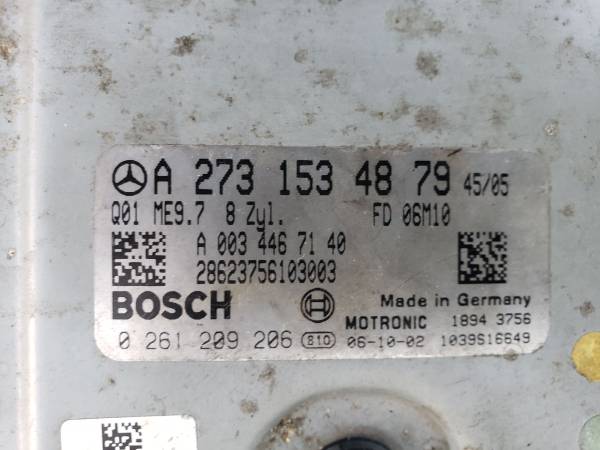 A 273 153 48 79 45/05
Q01 ME9.7 8 Zyl. FD 06M10
A 003 446 71 40
28623756103003
BOSCH Made in Germany
MOTRONIC 1894 3756
0 261 209 206 810 06-10-02 1039S16649